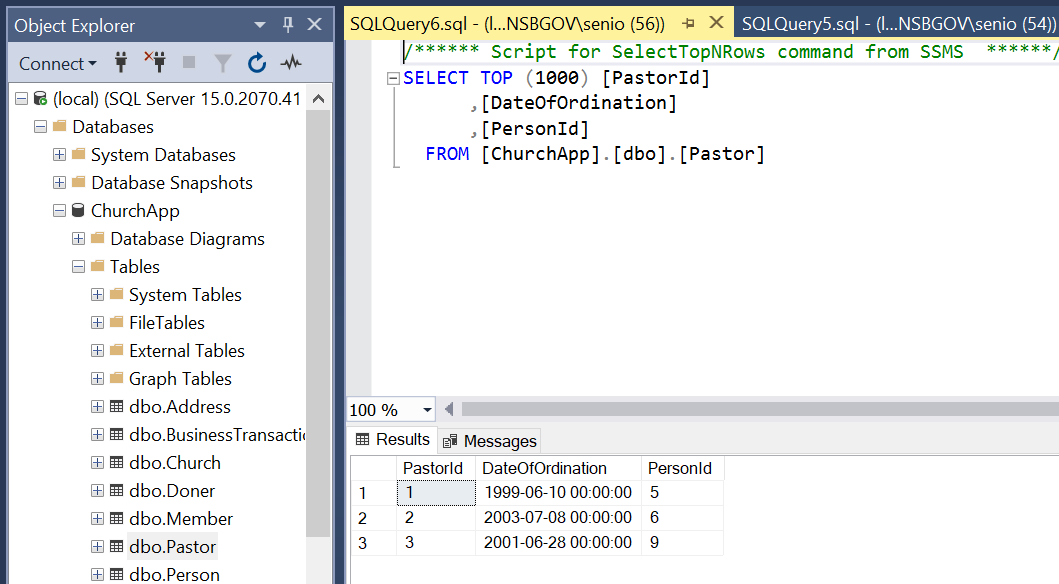 Object Explorer
Connect
(local) (SQL Server 15.0.2070.41
Databases
System Databases
Database Snapshots
ChurchApp
Database Diagrams
Tables
System Tables
FileTables
External Tables
Graph Tables
dbo.Address
dbo.BusinessTransactio
dbo.Church
dbo.Doner
dbo.Member
dbo.Pastor
dbo.Person
SQLQuery6.sql - (l...NSBGOV\senio (56))
SQLQuery5.sql - (l...NSBGOV\senio (54))
/****** Script for SelectTopNRows command from SSMS  ******/
SELECT TOP (1000) [PastorId]
,[DateOfOrdination]
,[PersonId]
FROM [ChurchApp].[dbo].[Pastor]
100 %
Results Messages
PastorId DateOfOrdination PersonId
1 1 1999-06-10 00:00:00 5
2 2 2003-07-08 00:00:00 6
3 3 2001-06-28 00:00:00 9